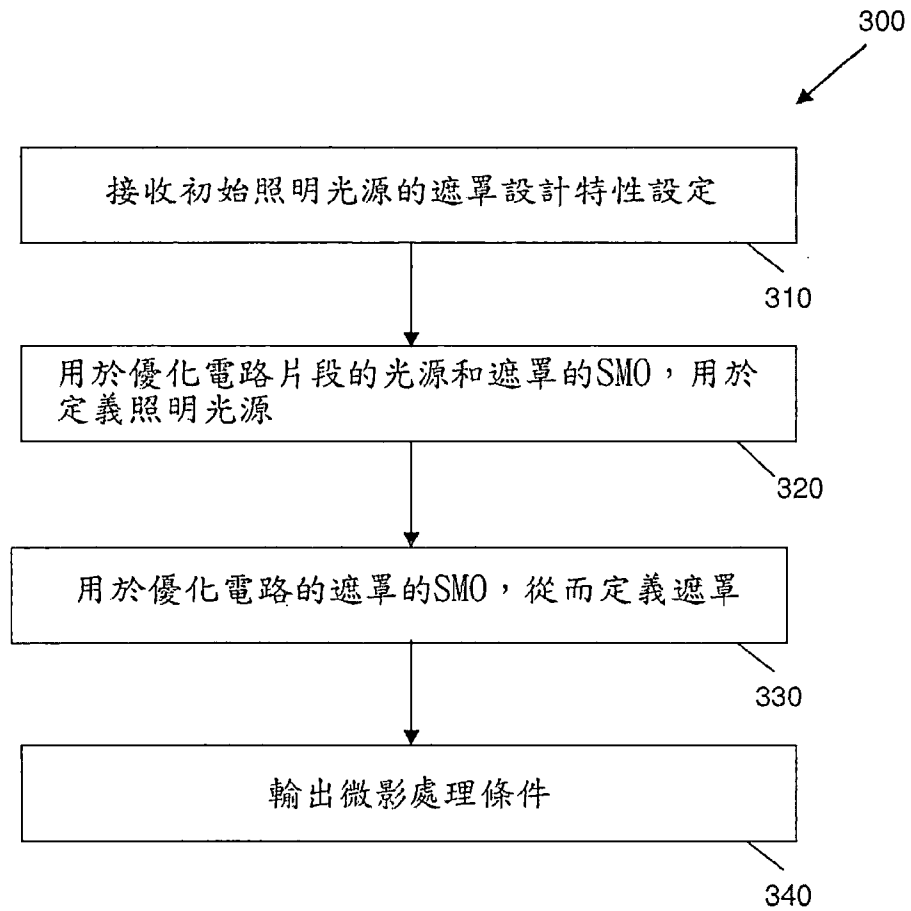 300
接收初始照明光源的遮罩設計特性設定
310
用於優化電路片段的光源和遮罩的SMO，用於
定義照明光源
320
用於優化電路的遮罩的SMO，從而定義遮罩
330
輸出微影處理條件
340